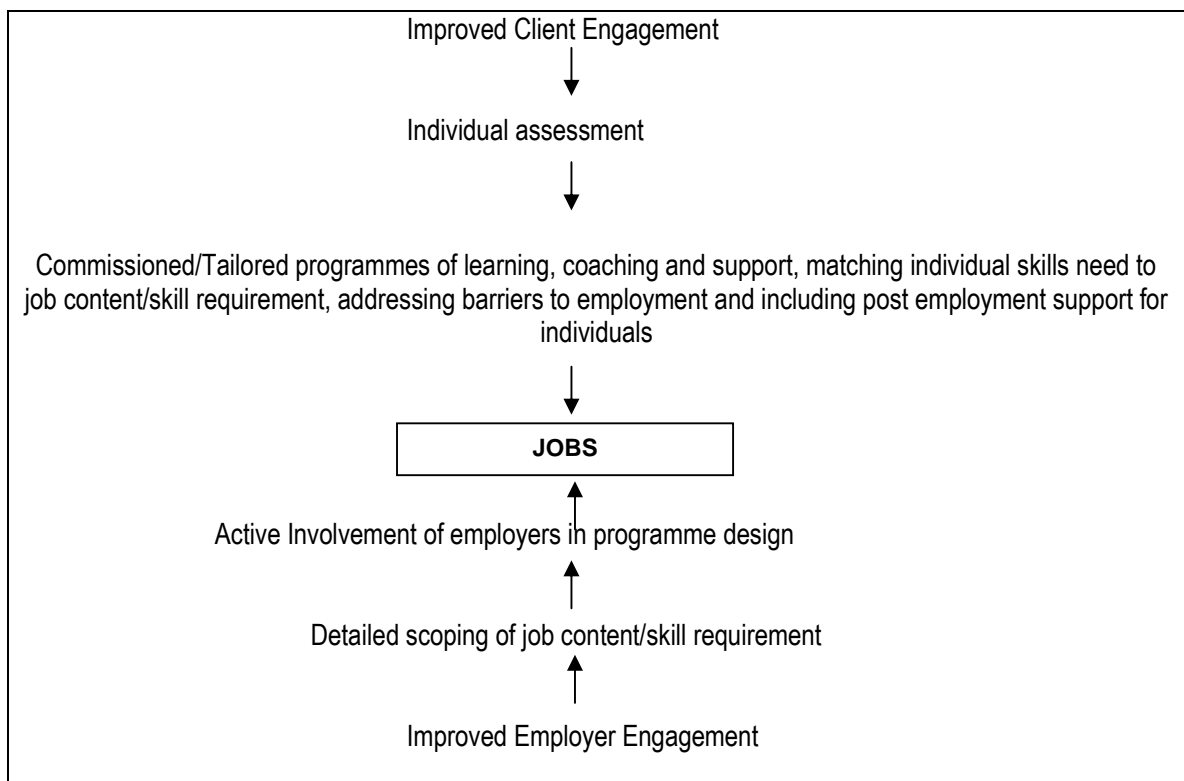 Improved Client Engagement
Individual assessment
Commissioned/Tailored programmes of learning, coaching and support, matching individual skills need to
job content/skill requirement, addressing barriers to employment and including post employment support for
individuals
JOBS
Active Involvement of employers in programme design
Detailed scoping of job content/skill requirement
Improved Employer Engagement